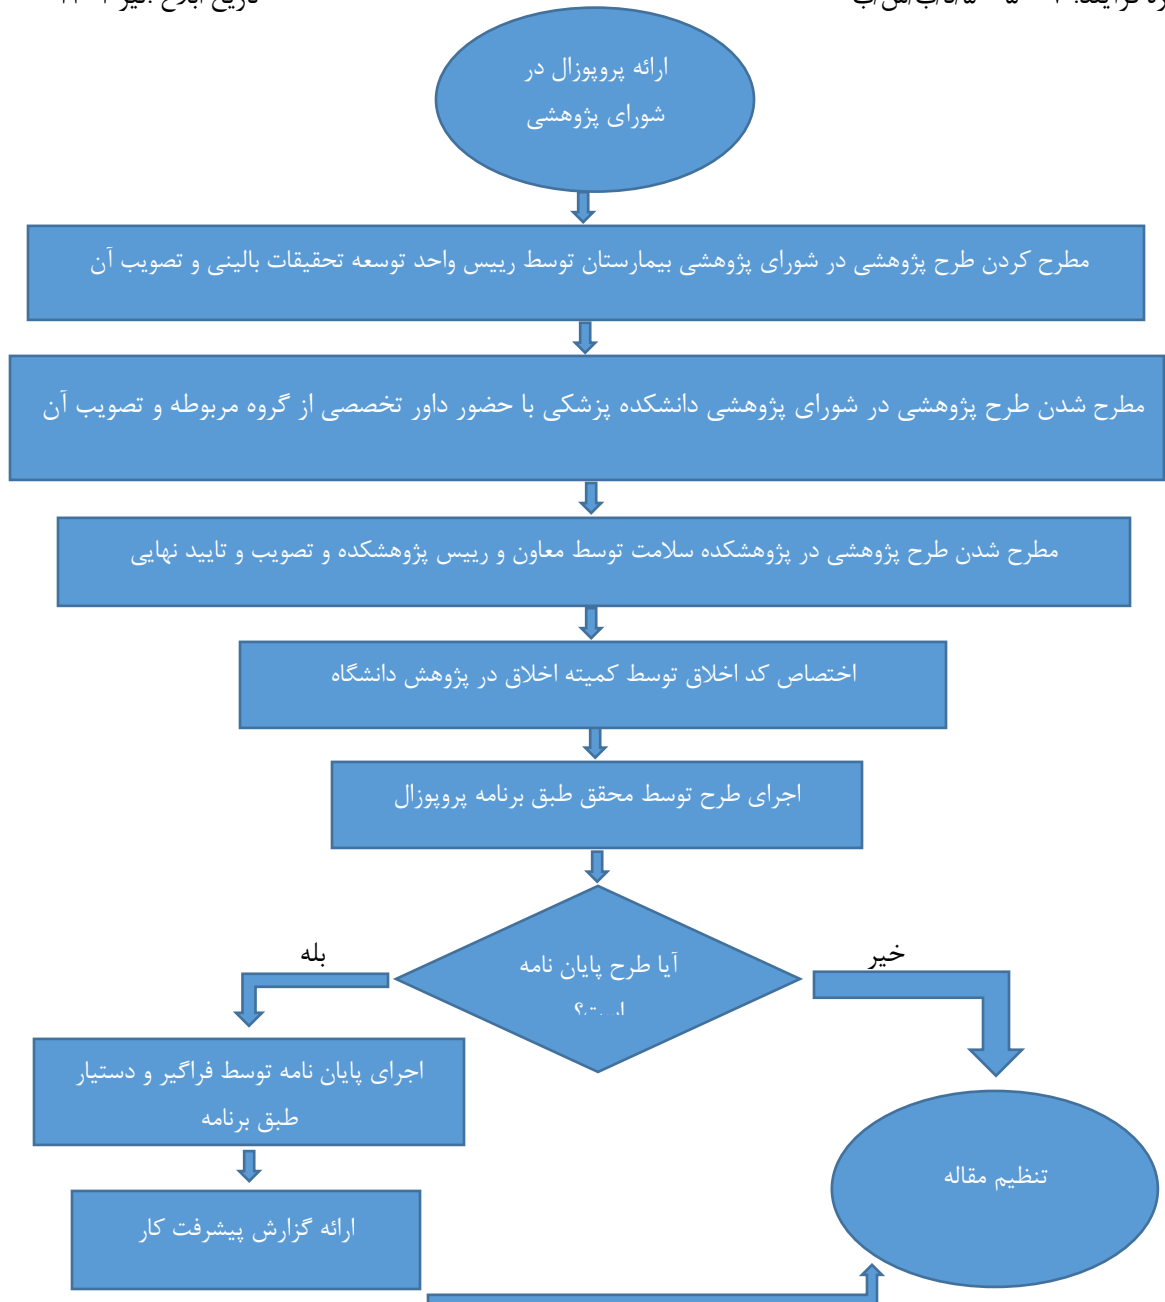 ارائه پروپوزال در
شورای پژوهشی
مطرح کردن طرح پژوهشی در شورای پژوهشی بیمارستان توسط رییس واحد توسعه تحقیقات بالینی و تصویب آن
مطرح شدن طرح پژوهشی در شورای پژوهشی دانشکده پزشکی با حضور داور تخصصی از گروه مربوطه و تصویب آن
مطرح شدن طرح پژوهشی در پژوهشکده سلامت توسط معاون و رییس پژوهشکده و تصویب و تایید نهایی
اختصاص کد اخلاق توسط کمیته اخلاق در پژوهش دانشگاه
اجرای طرح توسط محقق طبق برنامه پروپوزال
آیا طرح پایان نامه
است؟
خیر
بله
اجرای پایان نامه توسط فراگیر و دستیار
طبق برنامه
تنظیم مقاله
ارائه گزارش پیشرفت کار